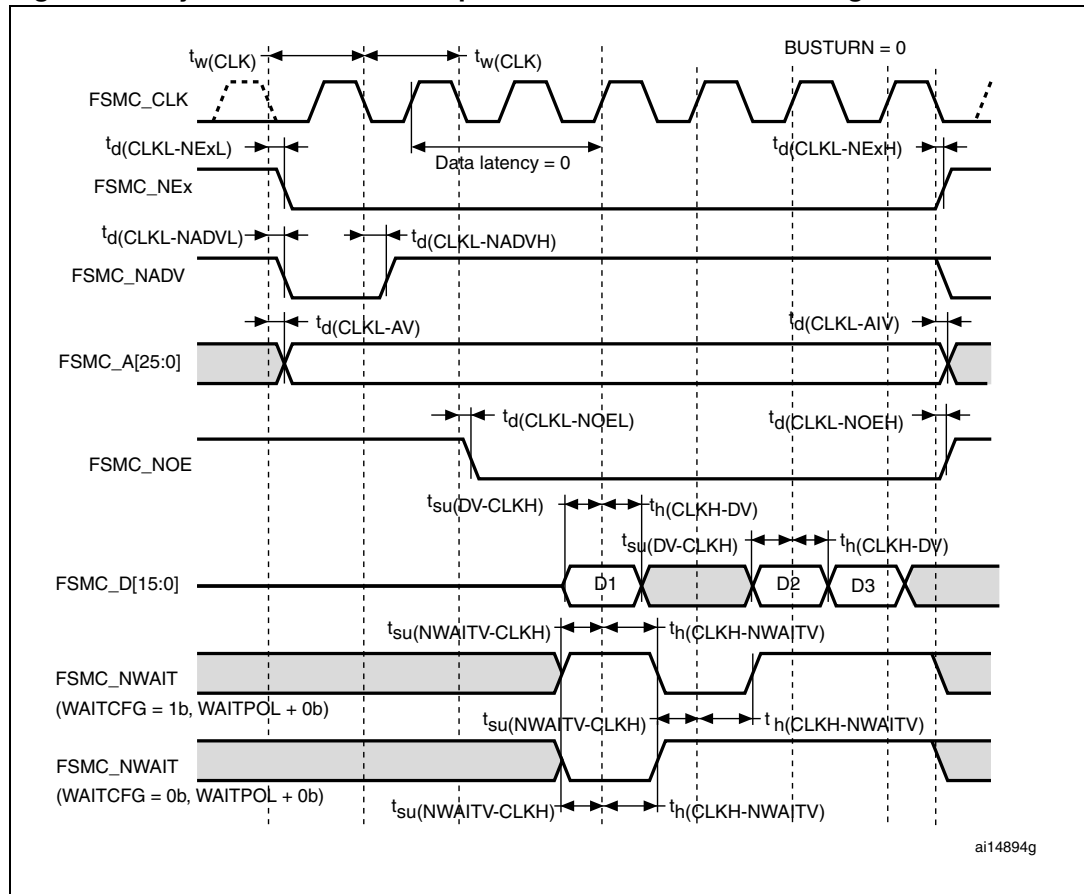 BUSTURN = 0
tw(CLK) tw(CLK)
FSMC_CLK
Data latency = 0
td(CLKL-NExL) td(CLKL-NExH)
FSMC_NEx
td(CLKL-NADVL) td(CLKL-NADVH)
FSMC_NADV
td(CLKL-AV) td(CLKL-AIV)
FSMC_A[25:0]
td(CLKL-NOEL) td(CLKL-NOEH)
FSMC_NOE
tsu(DV-CLKH) th(CLKH-DV)
tsu(DV-CLKH) th(CLKH-DV)
FSMC_D[15:0] D1 D2 D3
tsu(NWAITV-CLKH) th(CLKH-NWAITV)
FSMC_NWAIT
(WAITCFG = 1b, WAITPOL + 0b)
tsu(NWAITV-CLKH) th(CLKH-NWAITV)
FSMC_NWAIT
(WAITCFG = 0b, WAITPOL + 0b)
tsu(NWAITV-CLKH) th(CLKH-NWAITV)
ai14894g